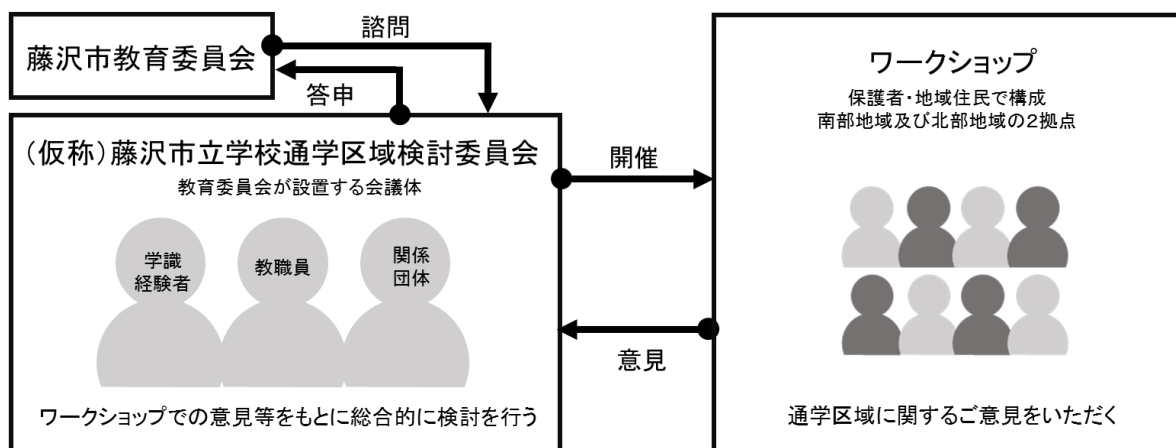 藤沢市教育委員会
諮問
答申
(仮称)藤沢市立学校通学区域検討委員会
教育委員会が設置する会議体
学識
経験者
教職員
関係
団体
ワークショップでの意見等をもとに総合的に検討を行う
開催
意見
ワークショップ
保護者・地域住民で構成
南部地域及び北部地域の2拠点
通学区域に関するご意見をいただく